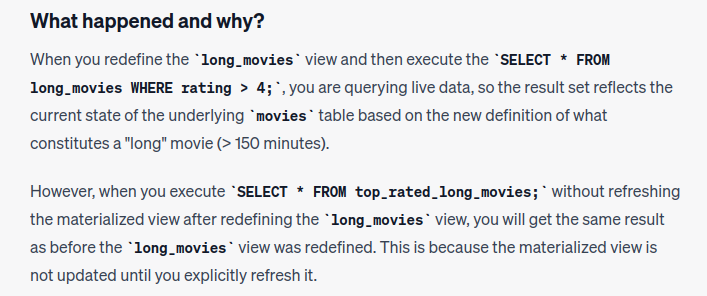 What happened and why?
When you redefine the `long_movies` view and then execute the `SELECT * FROM
long_movies WHERE rating > 4;`, you are querying live data, so the result set reflects the
current state of the underlying `movies` table based on the new definition of what
constitutes a "long" movie (> 150 minutes).
However, when you execute `SELECT * FROM top_rated_long_movies;` without refreshing
the materialized view after redefining the `long_movies` view, you will get the same result
as before the `long_movies` view was redefined. This is because the materialized view is
not updated until you explicitly refresh it.